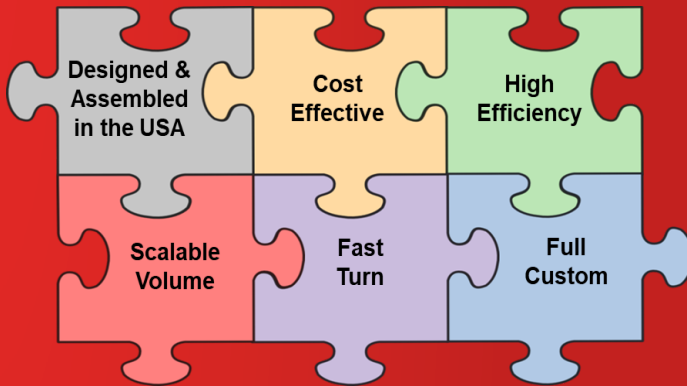 Designed &
Assembled
in the USA
Cost
Effective
High
Efficiency
Scalable
Volume
Fast
Turn
Full
Custom